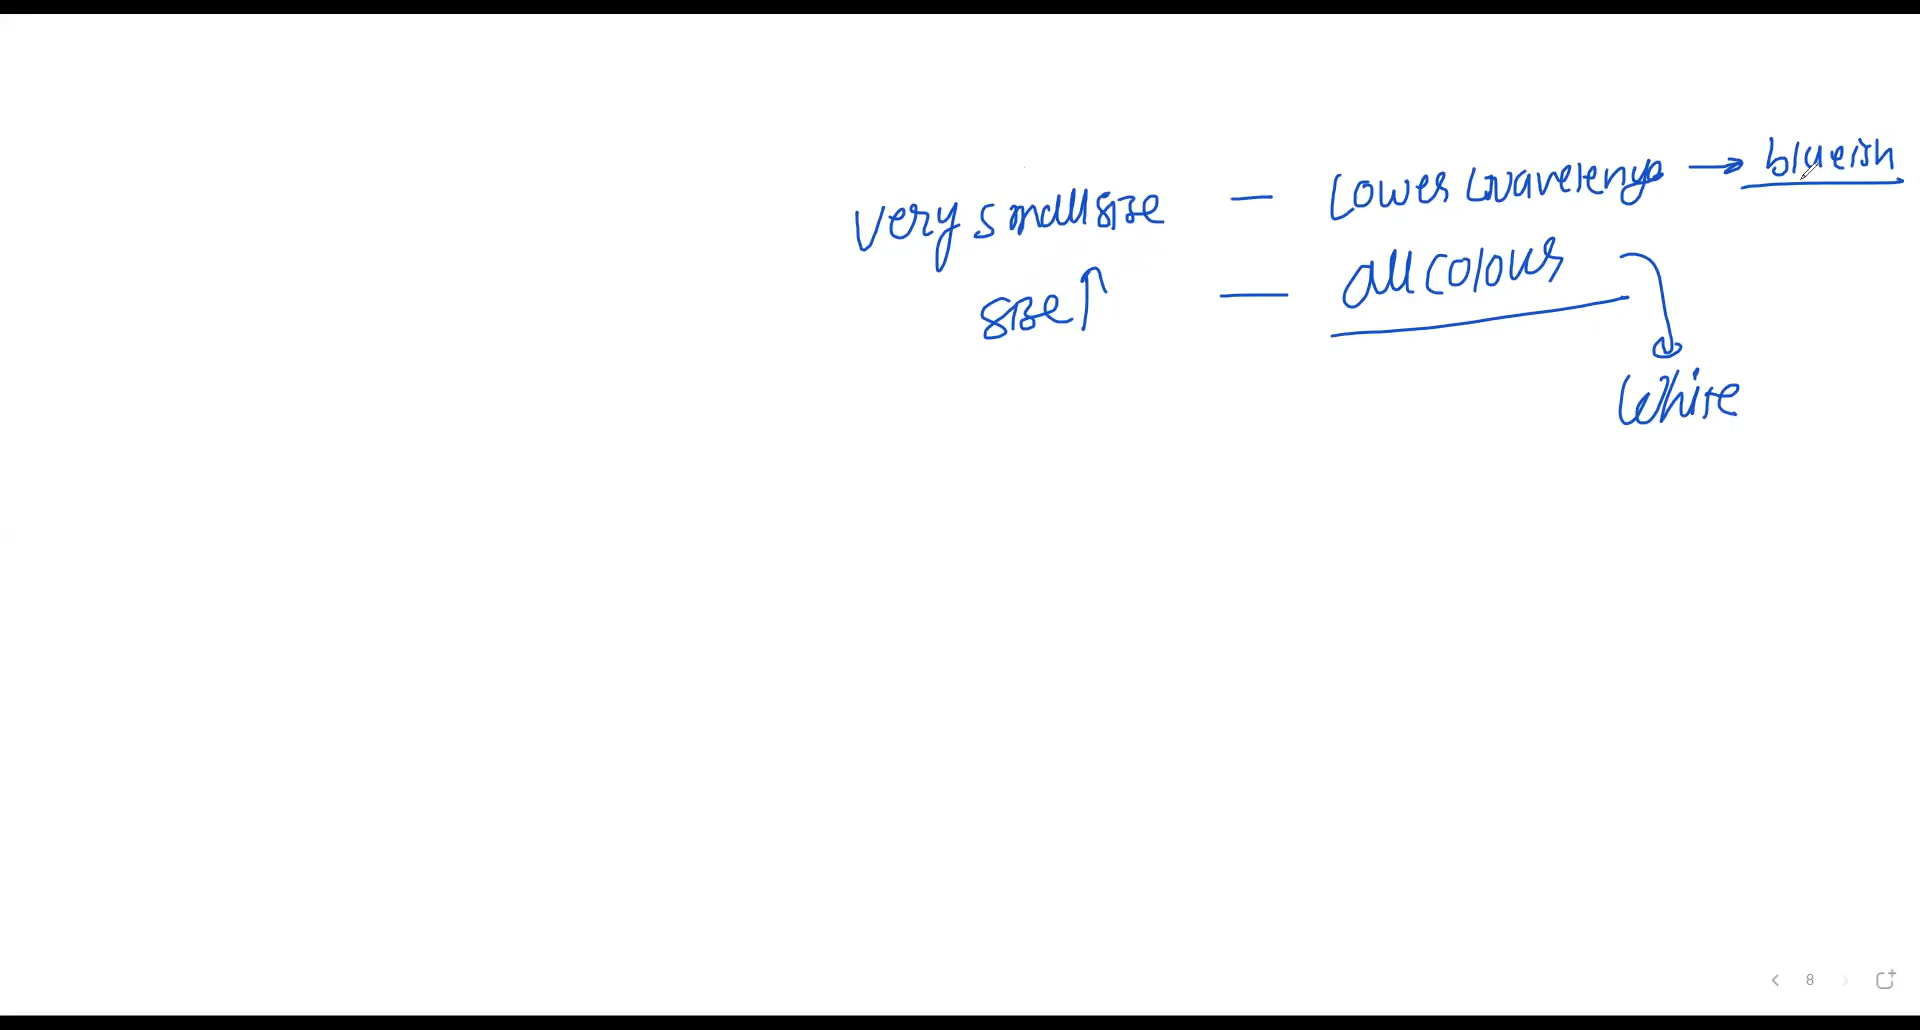 very small size — Lower wavelength → blueish
size ↑ — all colours
white
8